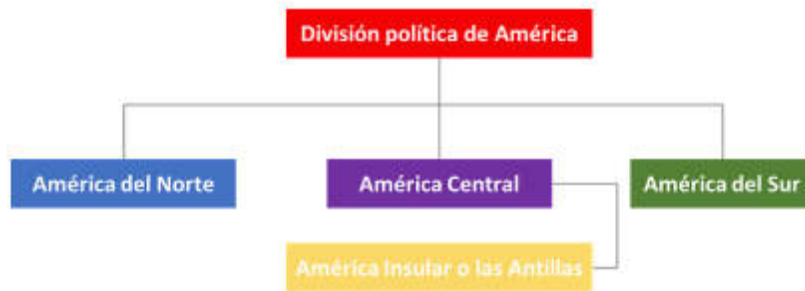 División política de América
América del Norte
América Central
América del Sur
América Insular o las Antillas